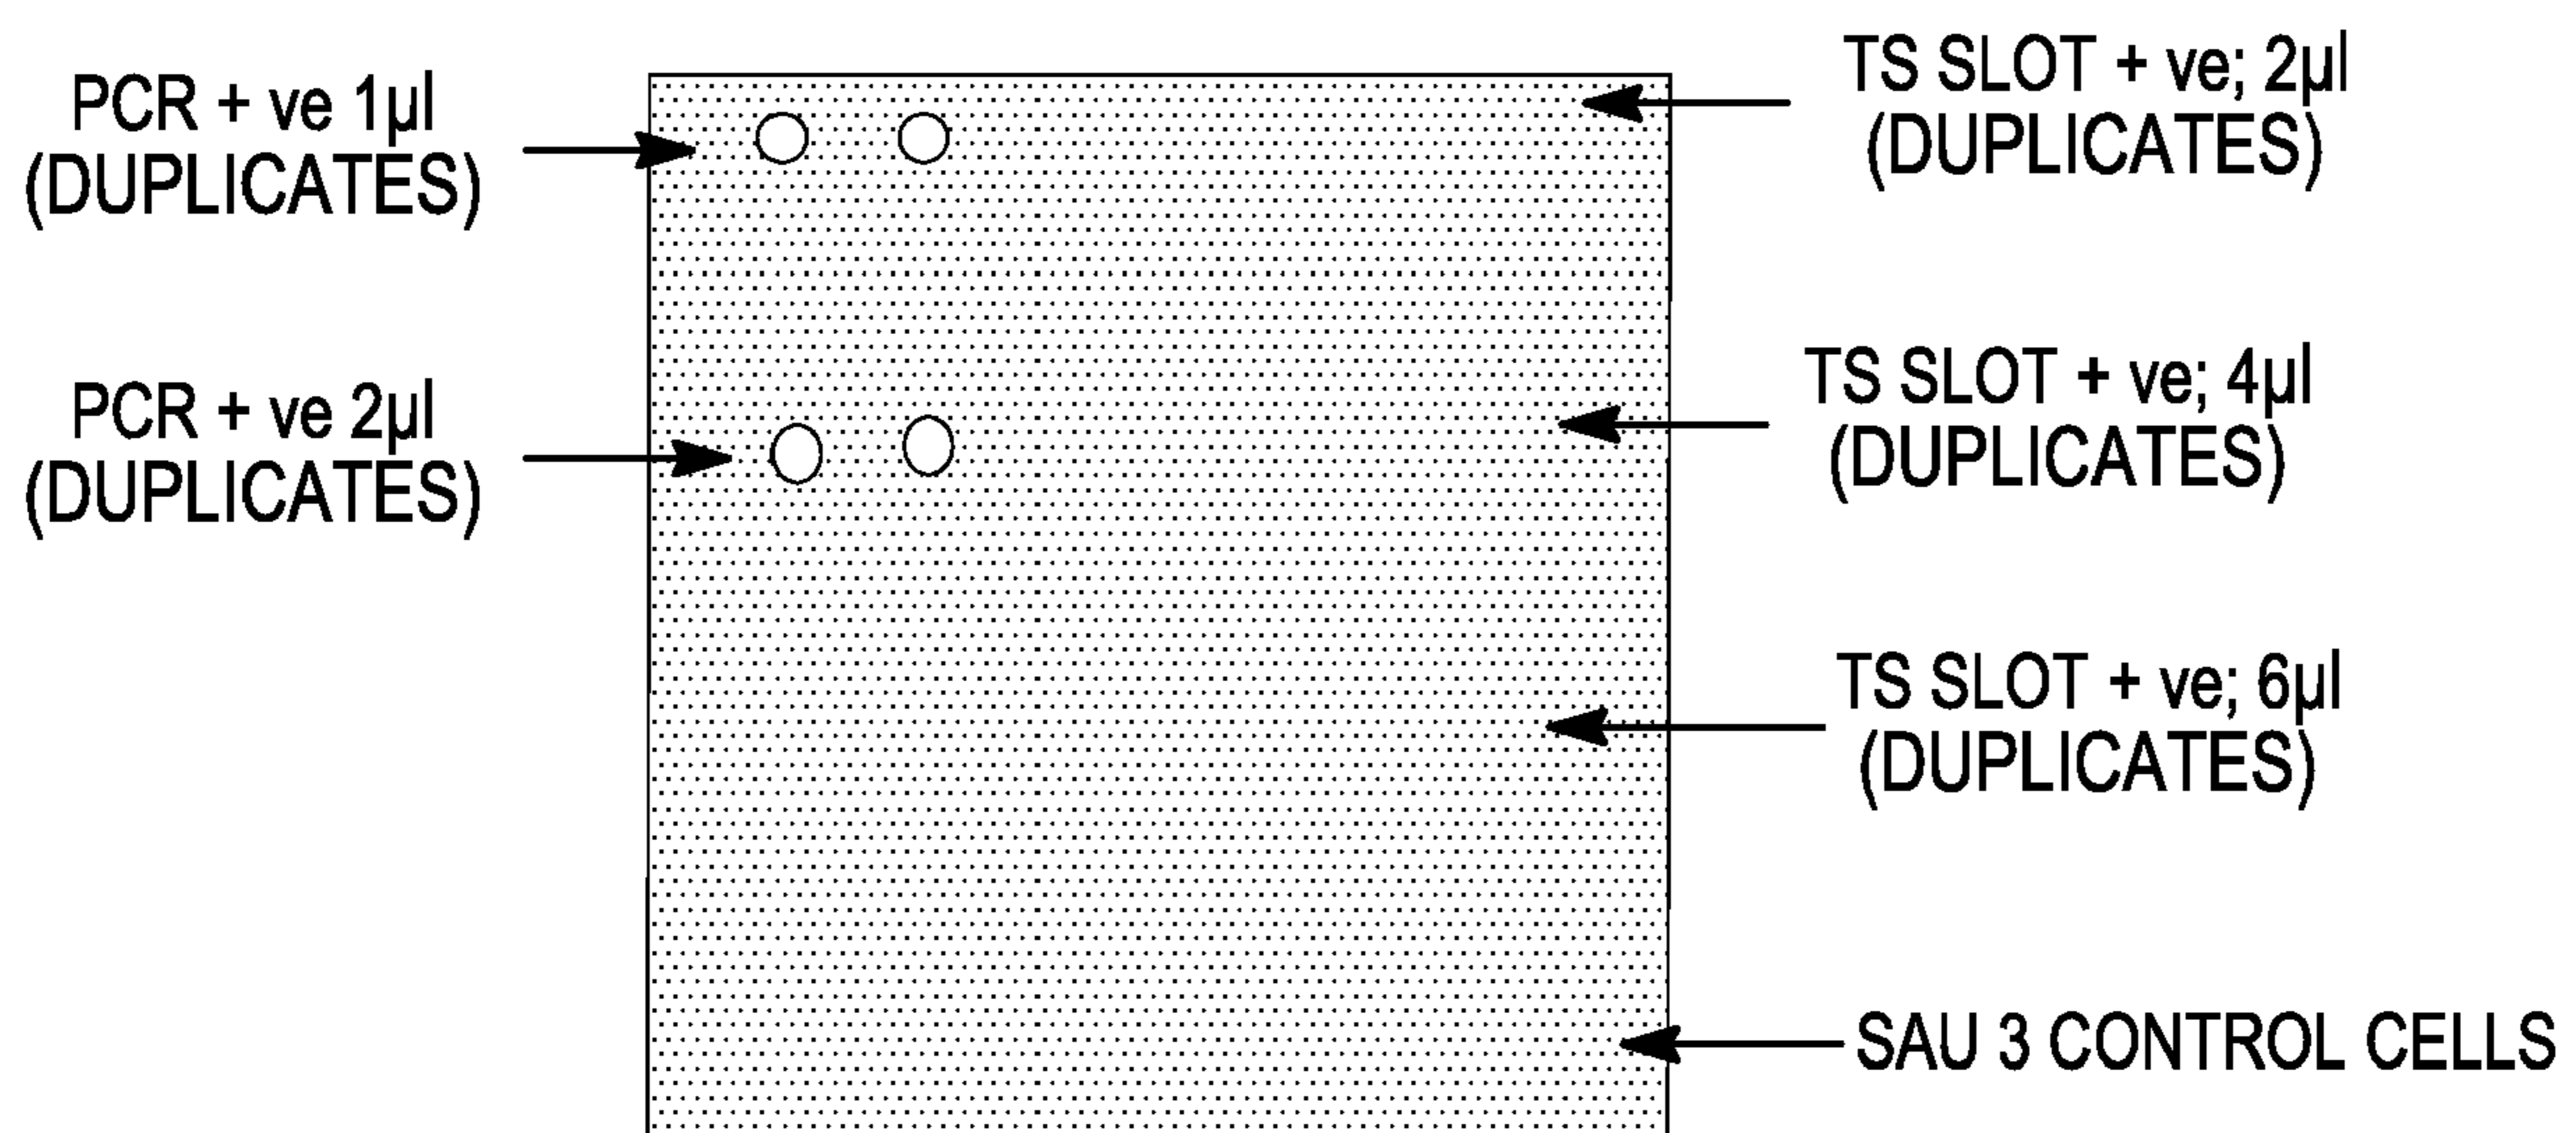 PCR + ve 1µl
(DUPLICATES)
PCR + ve 2µl
(DUPLICATES)
TS SLOT + ve; 2µl
(DUPLICATES)
TS SLOT + ve; 4µl
(DUPLICATES)
TS SLOT + ve; 6µl
(DUPLICATES)
SAU 3 CONTROL CELLS